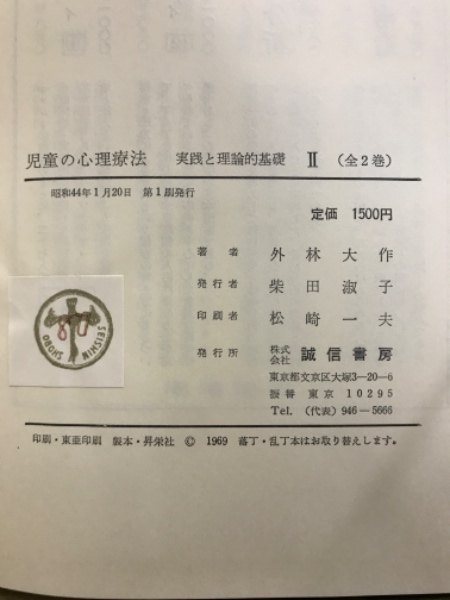 児童の心理療法 実践と理論的基礎 Ⅱ (全2巻)
昭和44年1月20日 第1刷発行
定価 1500円
著者 外林大作
発行者 柴田淑子
印刷者 松崎一夫
発行所 株式会社 誠信書房
東京都文京区大塚3―20―6
振替 東京 10295
Tel. (代表) 946―5666
SEISHIN SHOBO
印刷・東亜印刷 製本・昇栄社 © 1969 落丁・乱丁本はお取り替えします。